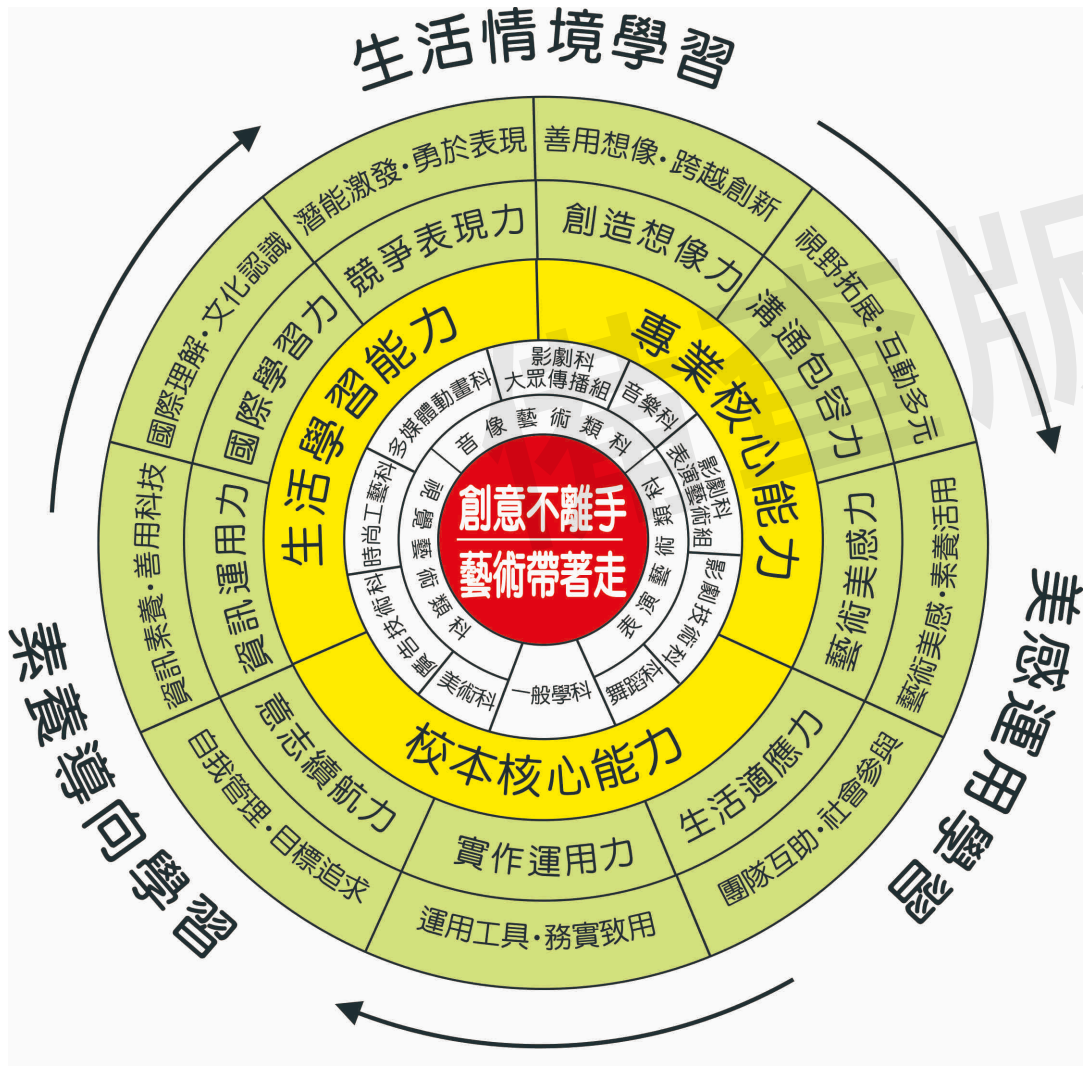 生活情境學習
美感運用學習
素養導向學習
善用想像・跨越創新
視野拓展・互動多元
藝術美感・素養活用
團隊互助・社會參與
運用工具・務實致用
自我管理・目標追求
資訊素養・善用科技
國際理解・文化認識
潛能激發・勇於表現
創造想像力
溝通包容力
藝術美感力
生活適應力
實作運用力
意志續航力
資訊運用力
國際學習力
競爭表現力
專業核心能力
校本核心能力
生活學習能力
影劇科
大眾傳播組
音樂科
影劇科
表演藝術組
影劇技術科
舞蹈科
一般學科
美術科
廣告技術科
時尚工藝科
多媒體動畫科
音像藝術類科
表演藝術類科
視覺藝術類科
創意不離手
藝術帶著走
備查版